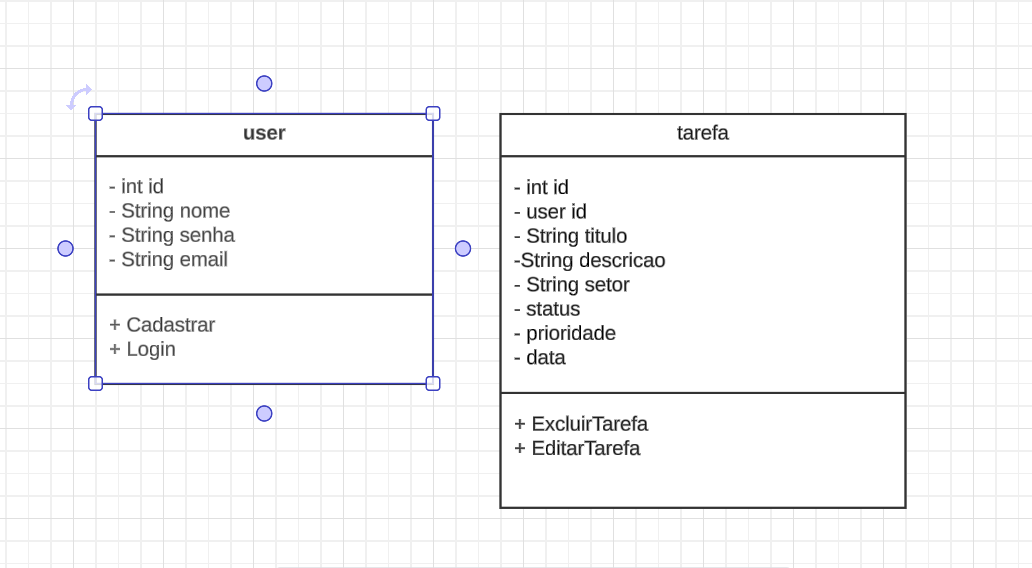 user
- int id
- String nome
- String senha
- String email
+ Cadastrar
+ Login
tarefa
- int id
- user id
- String titulo
-String descricao
- String setor
- status
- prioridade
- data
+ ExcluirTarefa
+ EditarTarefa